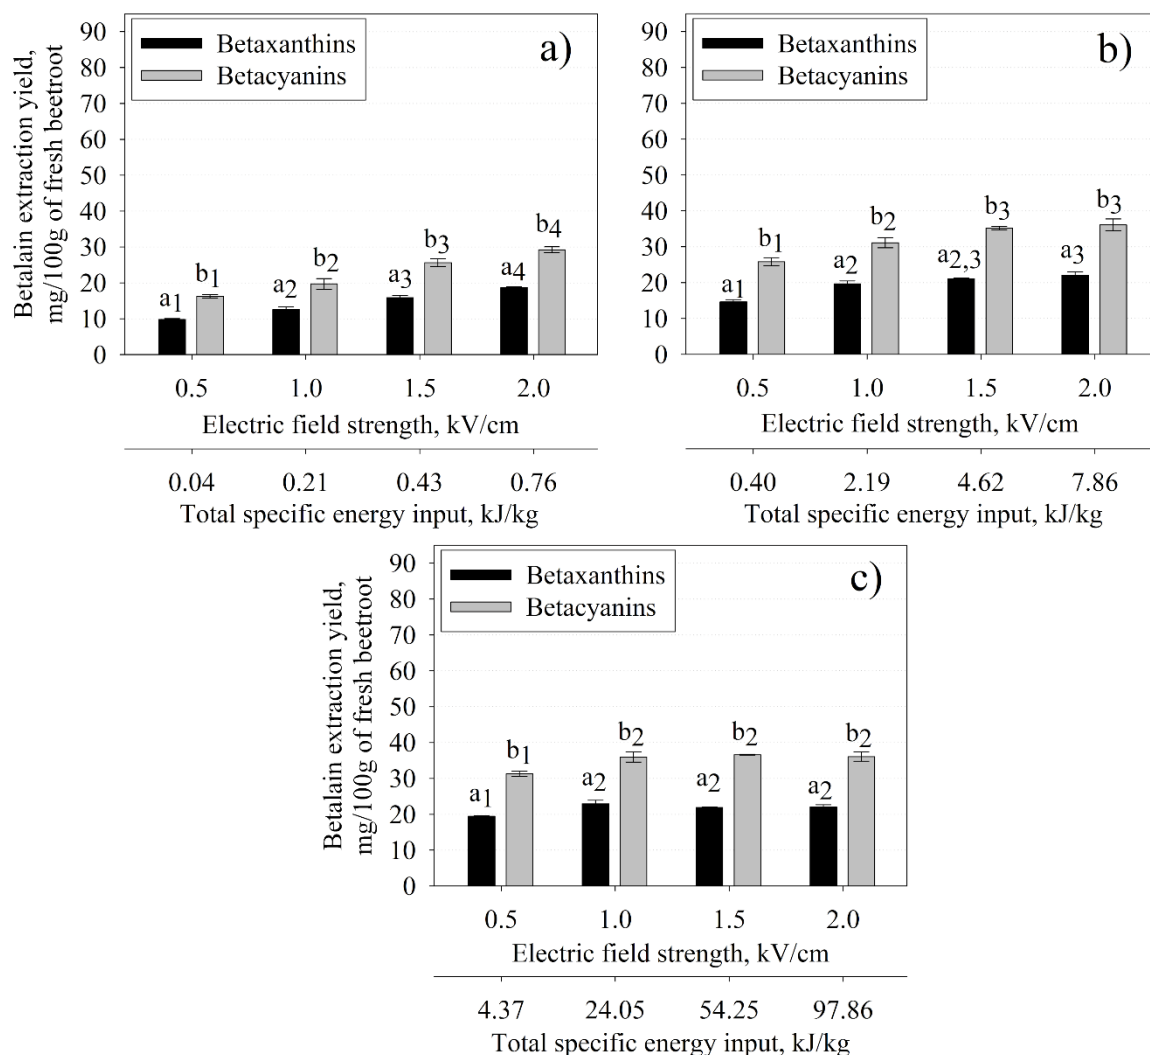 Betalain extraction yield,
mg/100g of fresh beetroot
90
80
70
60
50
40
30
20
10
0
Betaxanthins
Betacyanins
a)
a1 b1 a2 b2 a3 b3 a4 b4
0.5 1.0 1.5 2.0
Electric field strength, kV/cm
0.04 0.21 0.43 0.76
Total specific energy input, kJ/kg
90
80
70
60
50
40
30
20
10
0
Betaxanthins
Betacyanins
b)
a1 b1 a2 b2 a2,3 b3 a3 b3
0.5 1.0 1.5 2.0
Electric field strength, kV/cm
0.40 2.19 4.62 7.86
Total specific energy input, kJ/kg
Betalain extraction yield,
mg/100g of fresh beetroot
90
80
70
60
50
40
30
20
10
0
Betaxanthins
Betacyanins
c)
a1 b1 a2 b2 a2 b2 a2 b2
0.5 1.0 1.5 2.0
Electric field strength, kV/cm
4.37 24.05 54.25 97.86
Total specific energy input, kJ/kg